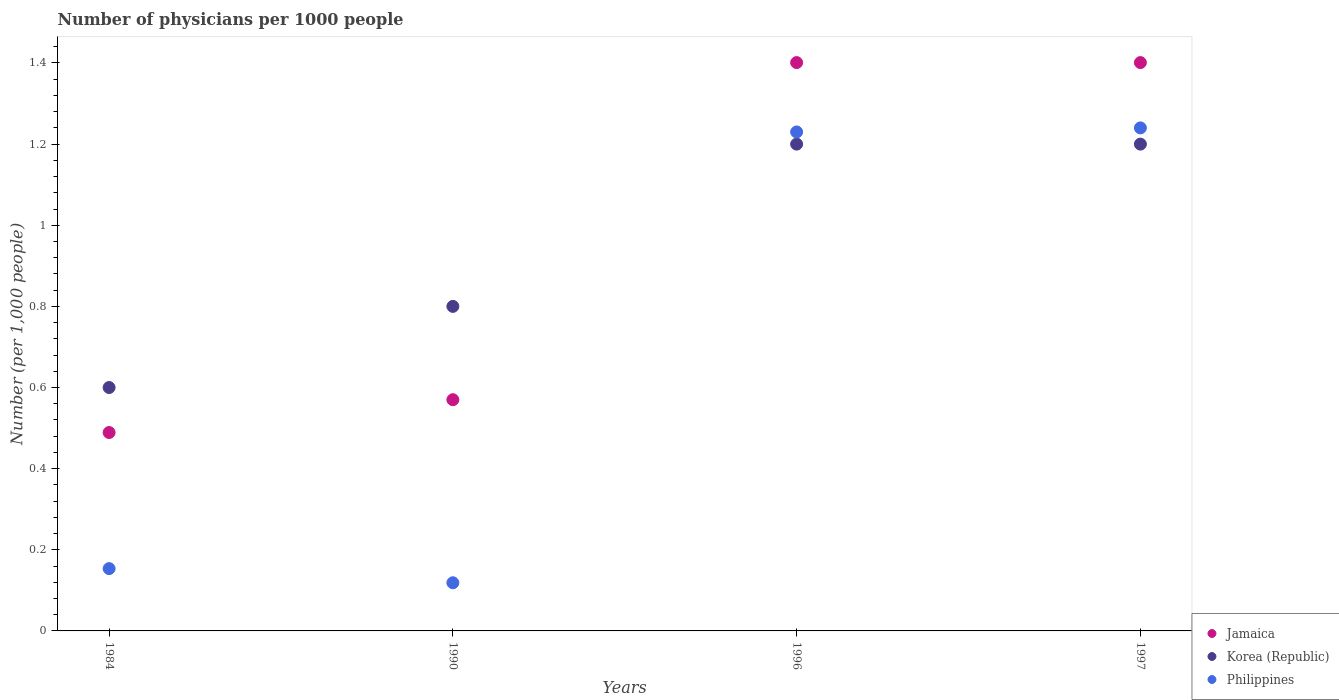 Number of physicians per 1000 people
Number (per 1,000 people)
1.4
1.2
1
0.8
0.6
0.4
0.2
0
1984
1990
1996
1997
Years
Jamaica
Korea (Republic)
Philippines